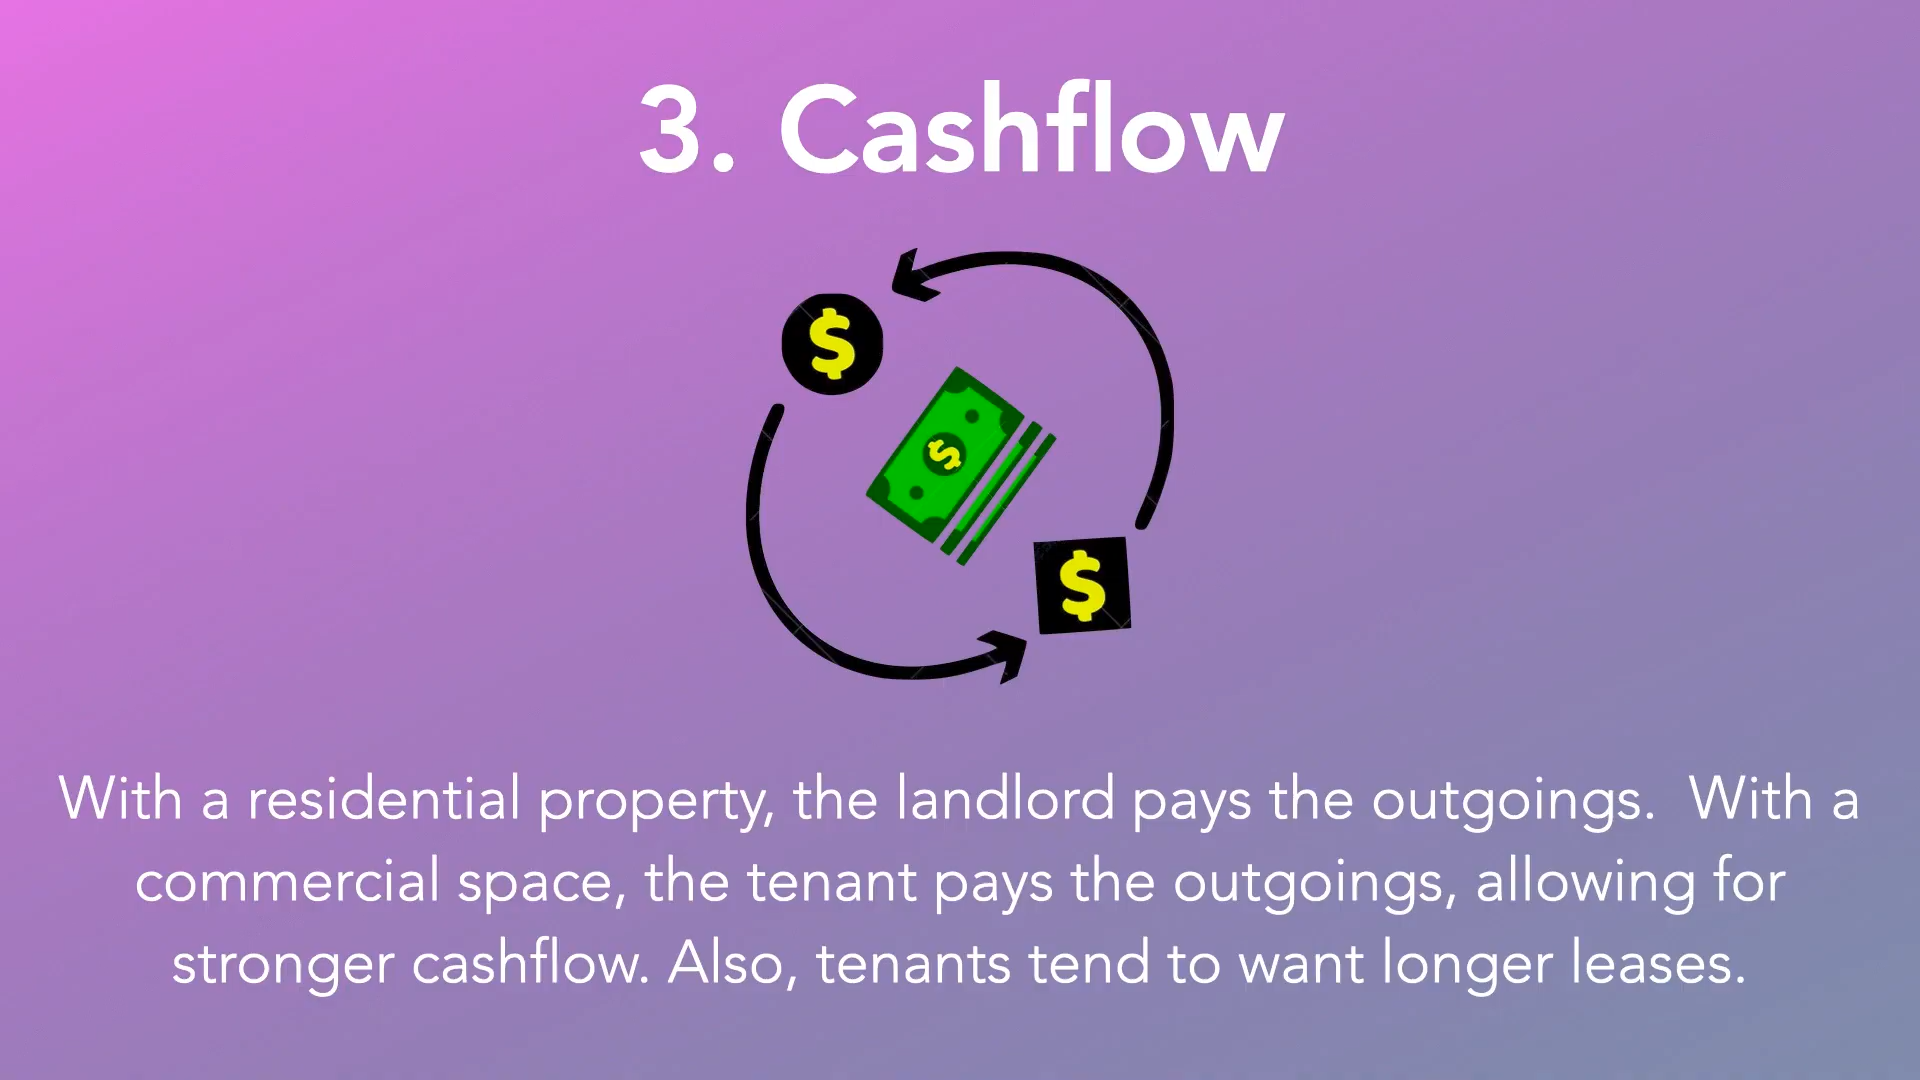 3. Cashflow
$
$
$
With a residential property, the landlord pays the outgoings.  With a
commercial space, the tenant pays the outgoings, allowing for
stronger cashflow. Also, tenants tend to want longer leases.